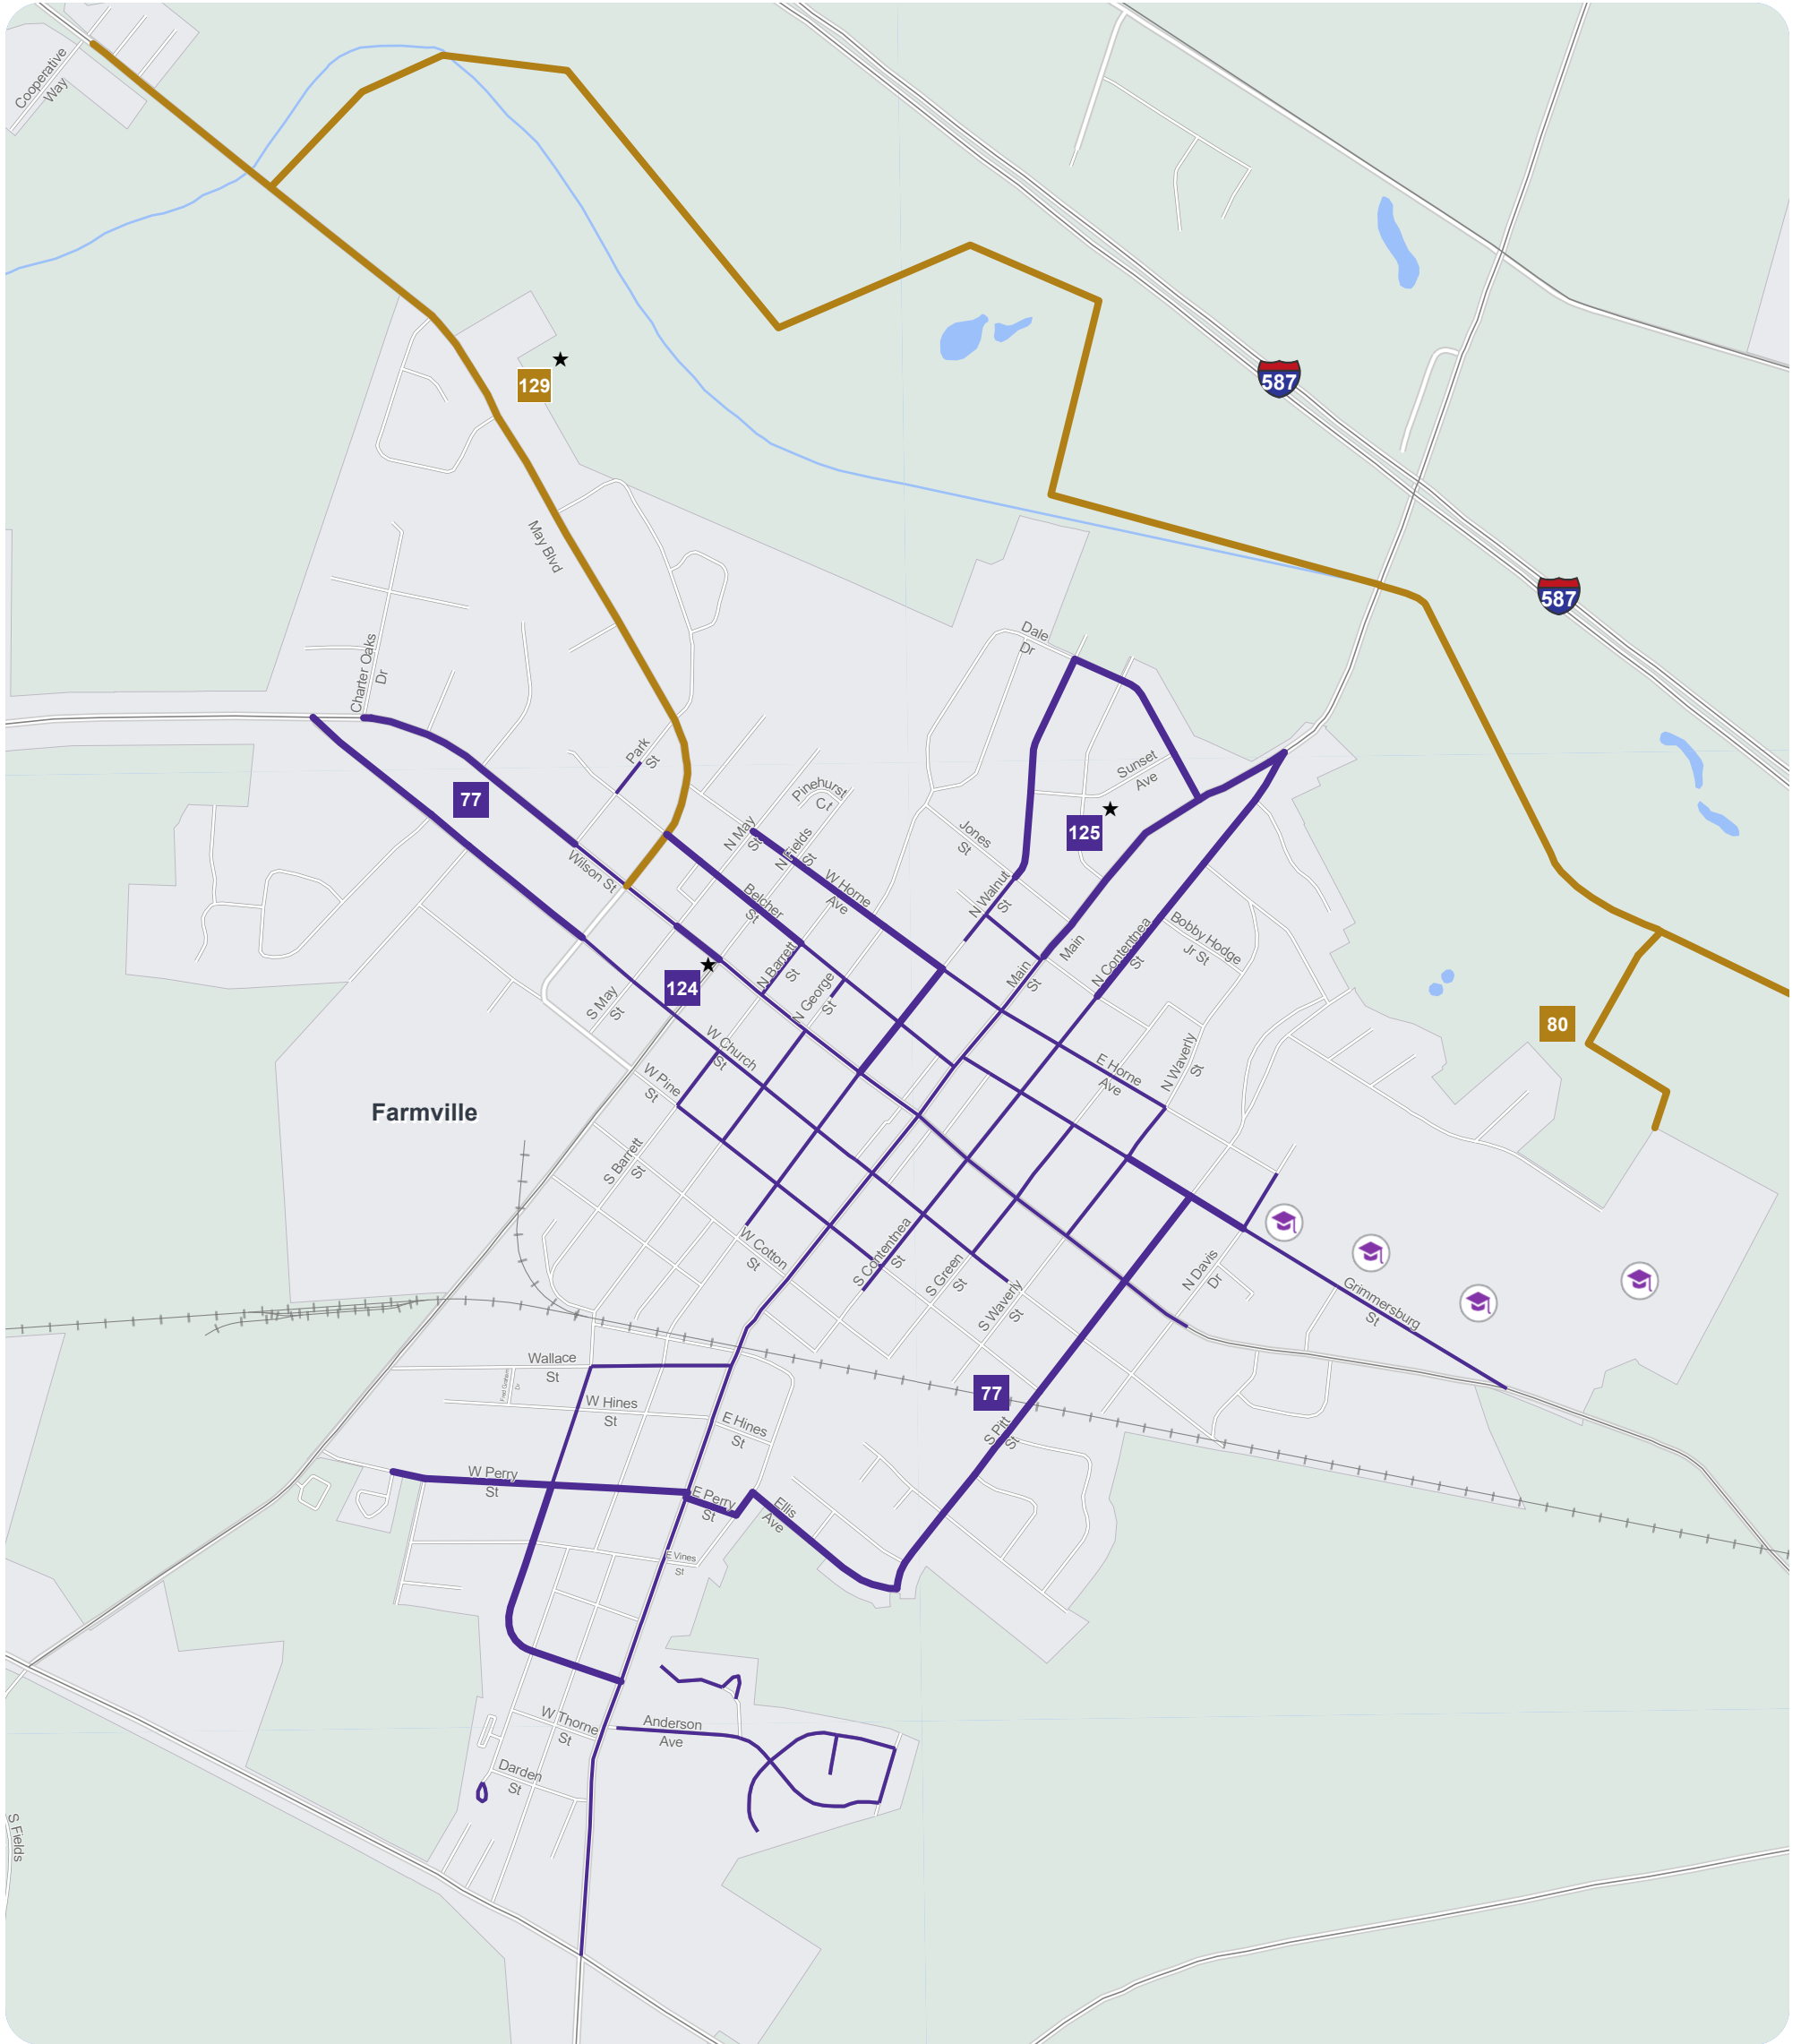 Cooperative
Way
587
129
May Blvd
587
Dale
Dr
Charter Oaks
Dr
Park
St
Sunset
Ave
77
Pinehurst
Ct
125
N May
St
N Fields
St
Jones
St
Wilson St
W Horne
Ave
Belcher
St
N Walnut
St
Bobby Hodge
Jr St
N Contentnea
St
Main
Main
St
124
N Barrett
St
N George
St
80
S May
St
W Church
St
E Horne
Ave
N Waverly
St
W Pine
St
Farmville
S Barrett
St
W Cotton
St
S Contentnea
St
S Green
St
S Waverly
St
N Davis
Dr
Grimmersburg
St
Wallace
St
Fred Graham
Dr
77
W Hines
St
E Hines
St
S Pitt
St
W Perry
St
E Perry
St
Ellis
Ave
E Vines
St
W Thorne
St
Anderson
Ave
Darden
St
S Fields